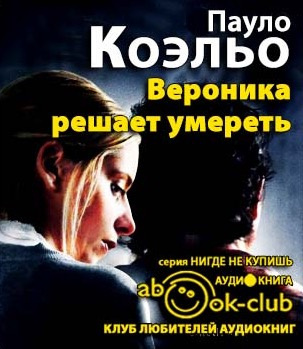 Пауло
Коэльо
Вероника
решает умереть
серия НИГДЕ НЕ КУПИШЬ
АУДИОКНИГА
abook-club
КЛУБ ЛЮБИТЕЛЕЙ АУДИОКНИГ